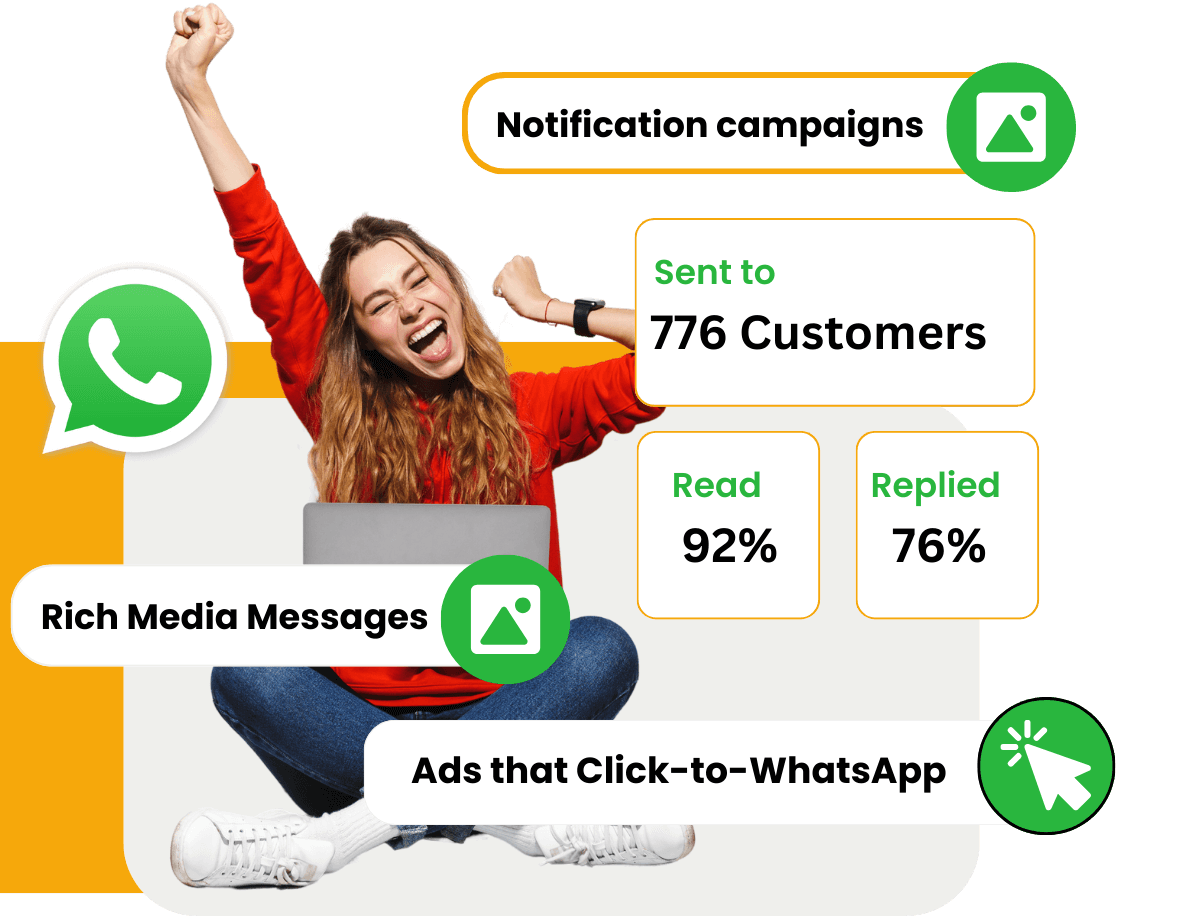 Notification campaigns
Sent to
776 Customers
Read
Replied
92%
76%
Rich Media Messages
Ads that Click-to-WhatsApp